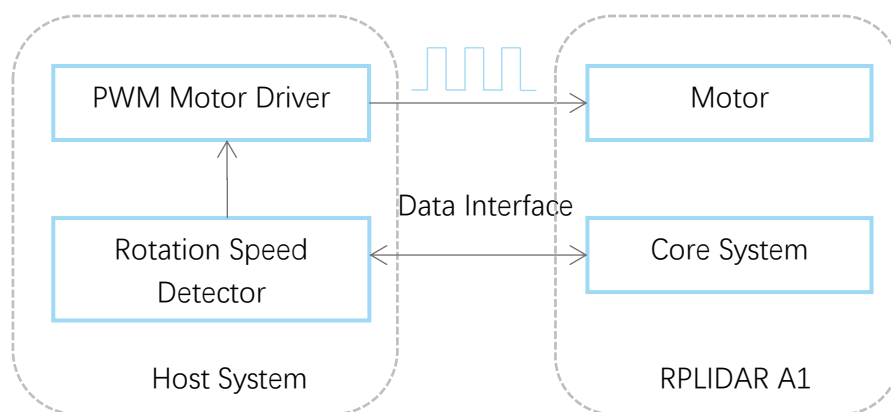 PWM Motor Driver
Motor
Data Interface
Rotation Speed
Detector
Core System
Host System
RPLIDAR A1